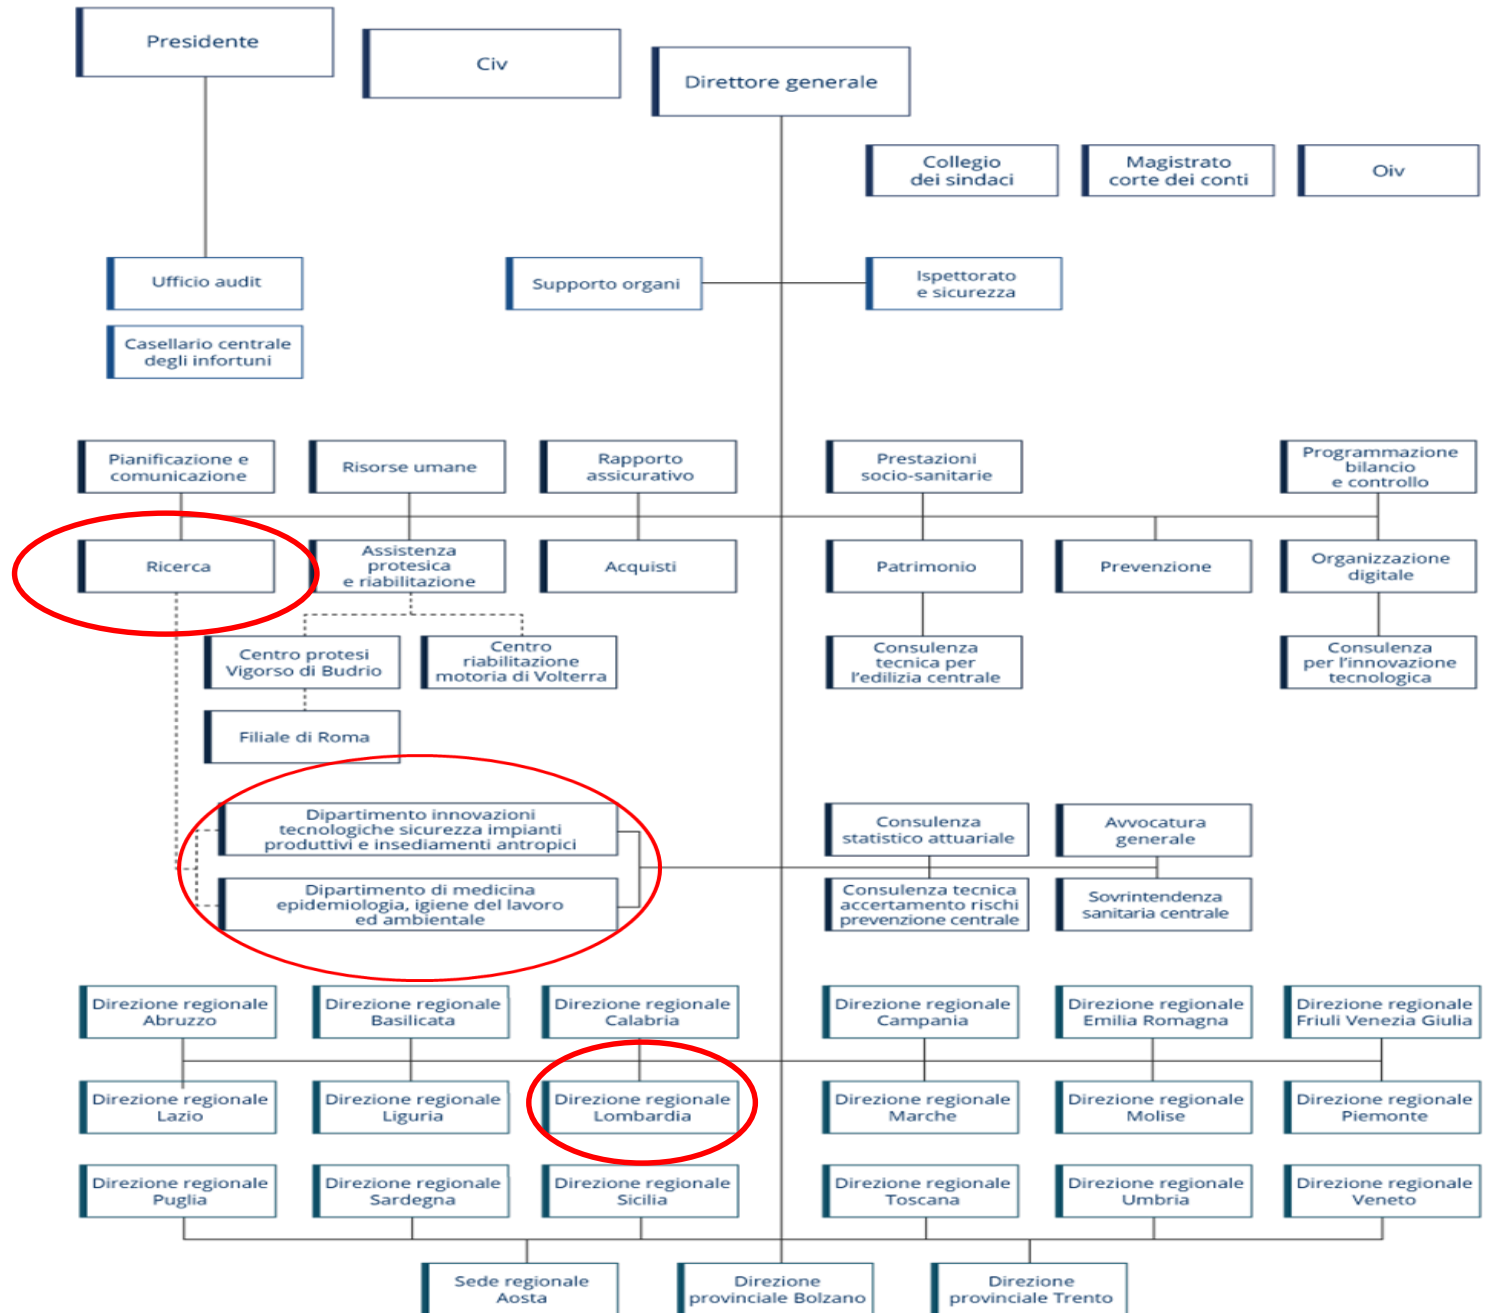 Presidente
Civ
Direttore generale
Collegio
dei sindaci
Magistrato
corte dei conti
Oiv
Ufficio audit
Supporto organi
Ispettorato
e sicurezza
Casellario centrale
degli infortuni
Pianificazione e
comunicazione
Risorse umane
Rapporto
assicurativo
Prestazioni
socio-sanitarie
Programmazione
bilancio
e controllo
Ricerca
Assistenza
protesica
e riabilitazione
Acquisti
Patrimonio
Prevenzione
Organizzazione
digitale
Centro protesi
Vigorso di Budrio
Centro
riabilitazione
motoria di Volterra
Consulenza
tecnica per
l'edilizia centrale
Consulenza
per l'innovazione
tecnologica
Filiale di Roma
Dipartimento innovazioni
tecnologiche sicurezza impianti
produttivi e insediamenti antropici
Consulenza
statistico attuariale
Avvocatura
generale
Dipartimento di medicina
epidemiologia, igiene del lavoro
ed ambientale
Consulenza tecnica
accertamento rischi
prevenzione centrale
Sovrintendenza
sanitaria centrale
Direzione regionale
Abruzzo
Direzione regionale
Basilicata
Direzione regionale
Calabria
Direzione regionale
Campania
Direzione regionale
Emilia Romagna
Direzione regionale
Friuli Venezia Giulia
Direzione regionale
Lazio
Direzione regionale
Liguria
Direzione regionale
Lombardia
Direzione regionale
Marche
Direzione regionale
Molise
Direzione regionale
Piemonte
Direzione regionale
Puglia
Direzione regionale
Sardegna
Direzione regionale
Sicilia
Direzione regionale
Toscana
Direzione regionale
Umbria
Direzione regionale
Veneto
Sede regionale
Aosta
Direzione
provinciale Bolzano
Direzione
provinciale Trento